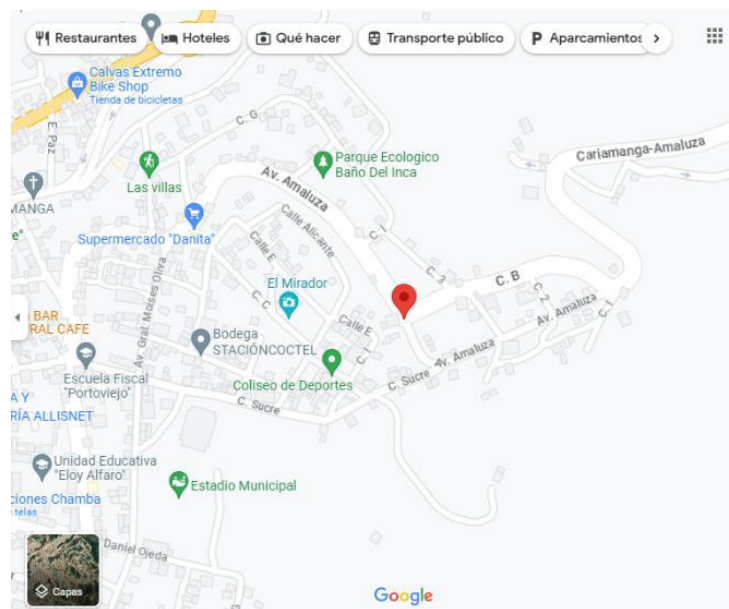 Restaurantes
Hoteles
Qué hacer
Transporte público
P Aparcamientos
Calvas Extremo
Bike Shop
Tienda de bicicletas
E. Paz
C. G
Cariamanga-Amaluza
Parque Ecologico
Baño Del Inca
Las villas
Av. Amaluza
MANGA
Calle Alicante
Supermercado "Danita"
e"
Calle E
C. 1
C. 3
C. B
El Mirador
C. C
C. 2
Av. Gral. Moises Oliva
BAR
RAL CAFE
Calle E
Av. Amaluza
C. 1
Bodega
STACIÓNCOCTEL
C. 1
Escuela Fiscal
"Portoviejo"
Coliseo de Deportes
C. Sucre
Av. Amaluza
A Y
RÍA ALLISNET
C. Sucre
Unidad Educativa
"Eloy Alfaro"
Estadio Municipal
ciones Chamba
telas
Daniel Ojeda
Capas
Google